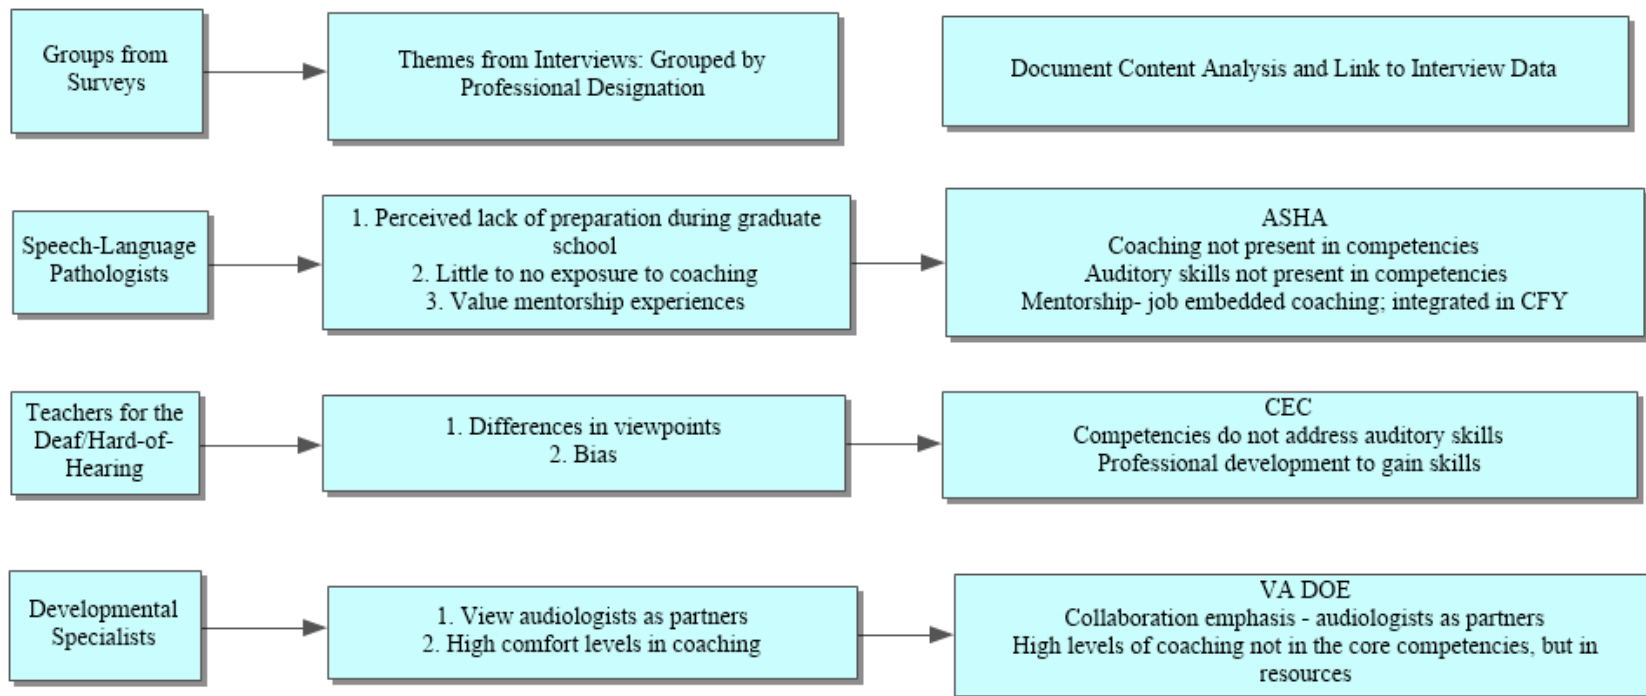 Groups from
Surveys
Themes from Interviews: Grouped by
Professional Designation
Document Content Analysis and Link to Interview Data
Speech-Language
Pathologists
1. Perceived lack of preparation during graduate
school
2. Little to no exposure to coaching
3. Value mentorship experiences
ASHA
Coaching not present in competencies
Auditory skills not present in competencies
Mentorship- job embedded coaching; integrated in CFY
Teachers for the
Deaf/Hard-of-
Hearing
1. Differences in viewpoints
2. Bias
CEC
Competencies do not address auditory skills
Professional development to gain skills
Developmental
Specialists
1. View audiologists as partners
2. High comfort levels in coaching
VA DOE
Collaboration emphasis - audiologists as partners
High levels of coaching not in the core competencies, but in
resources